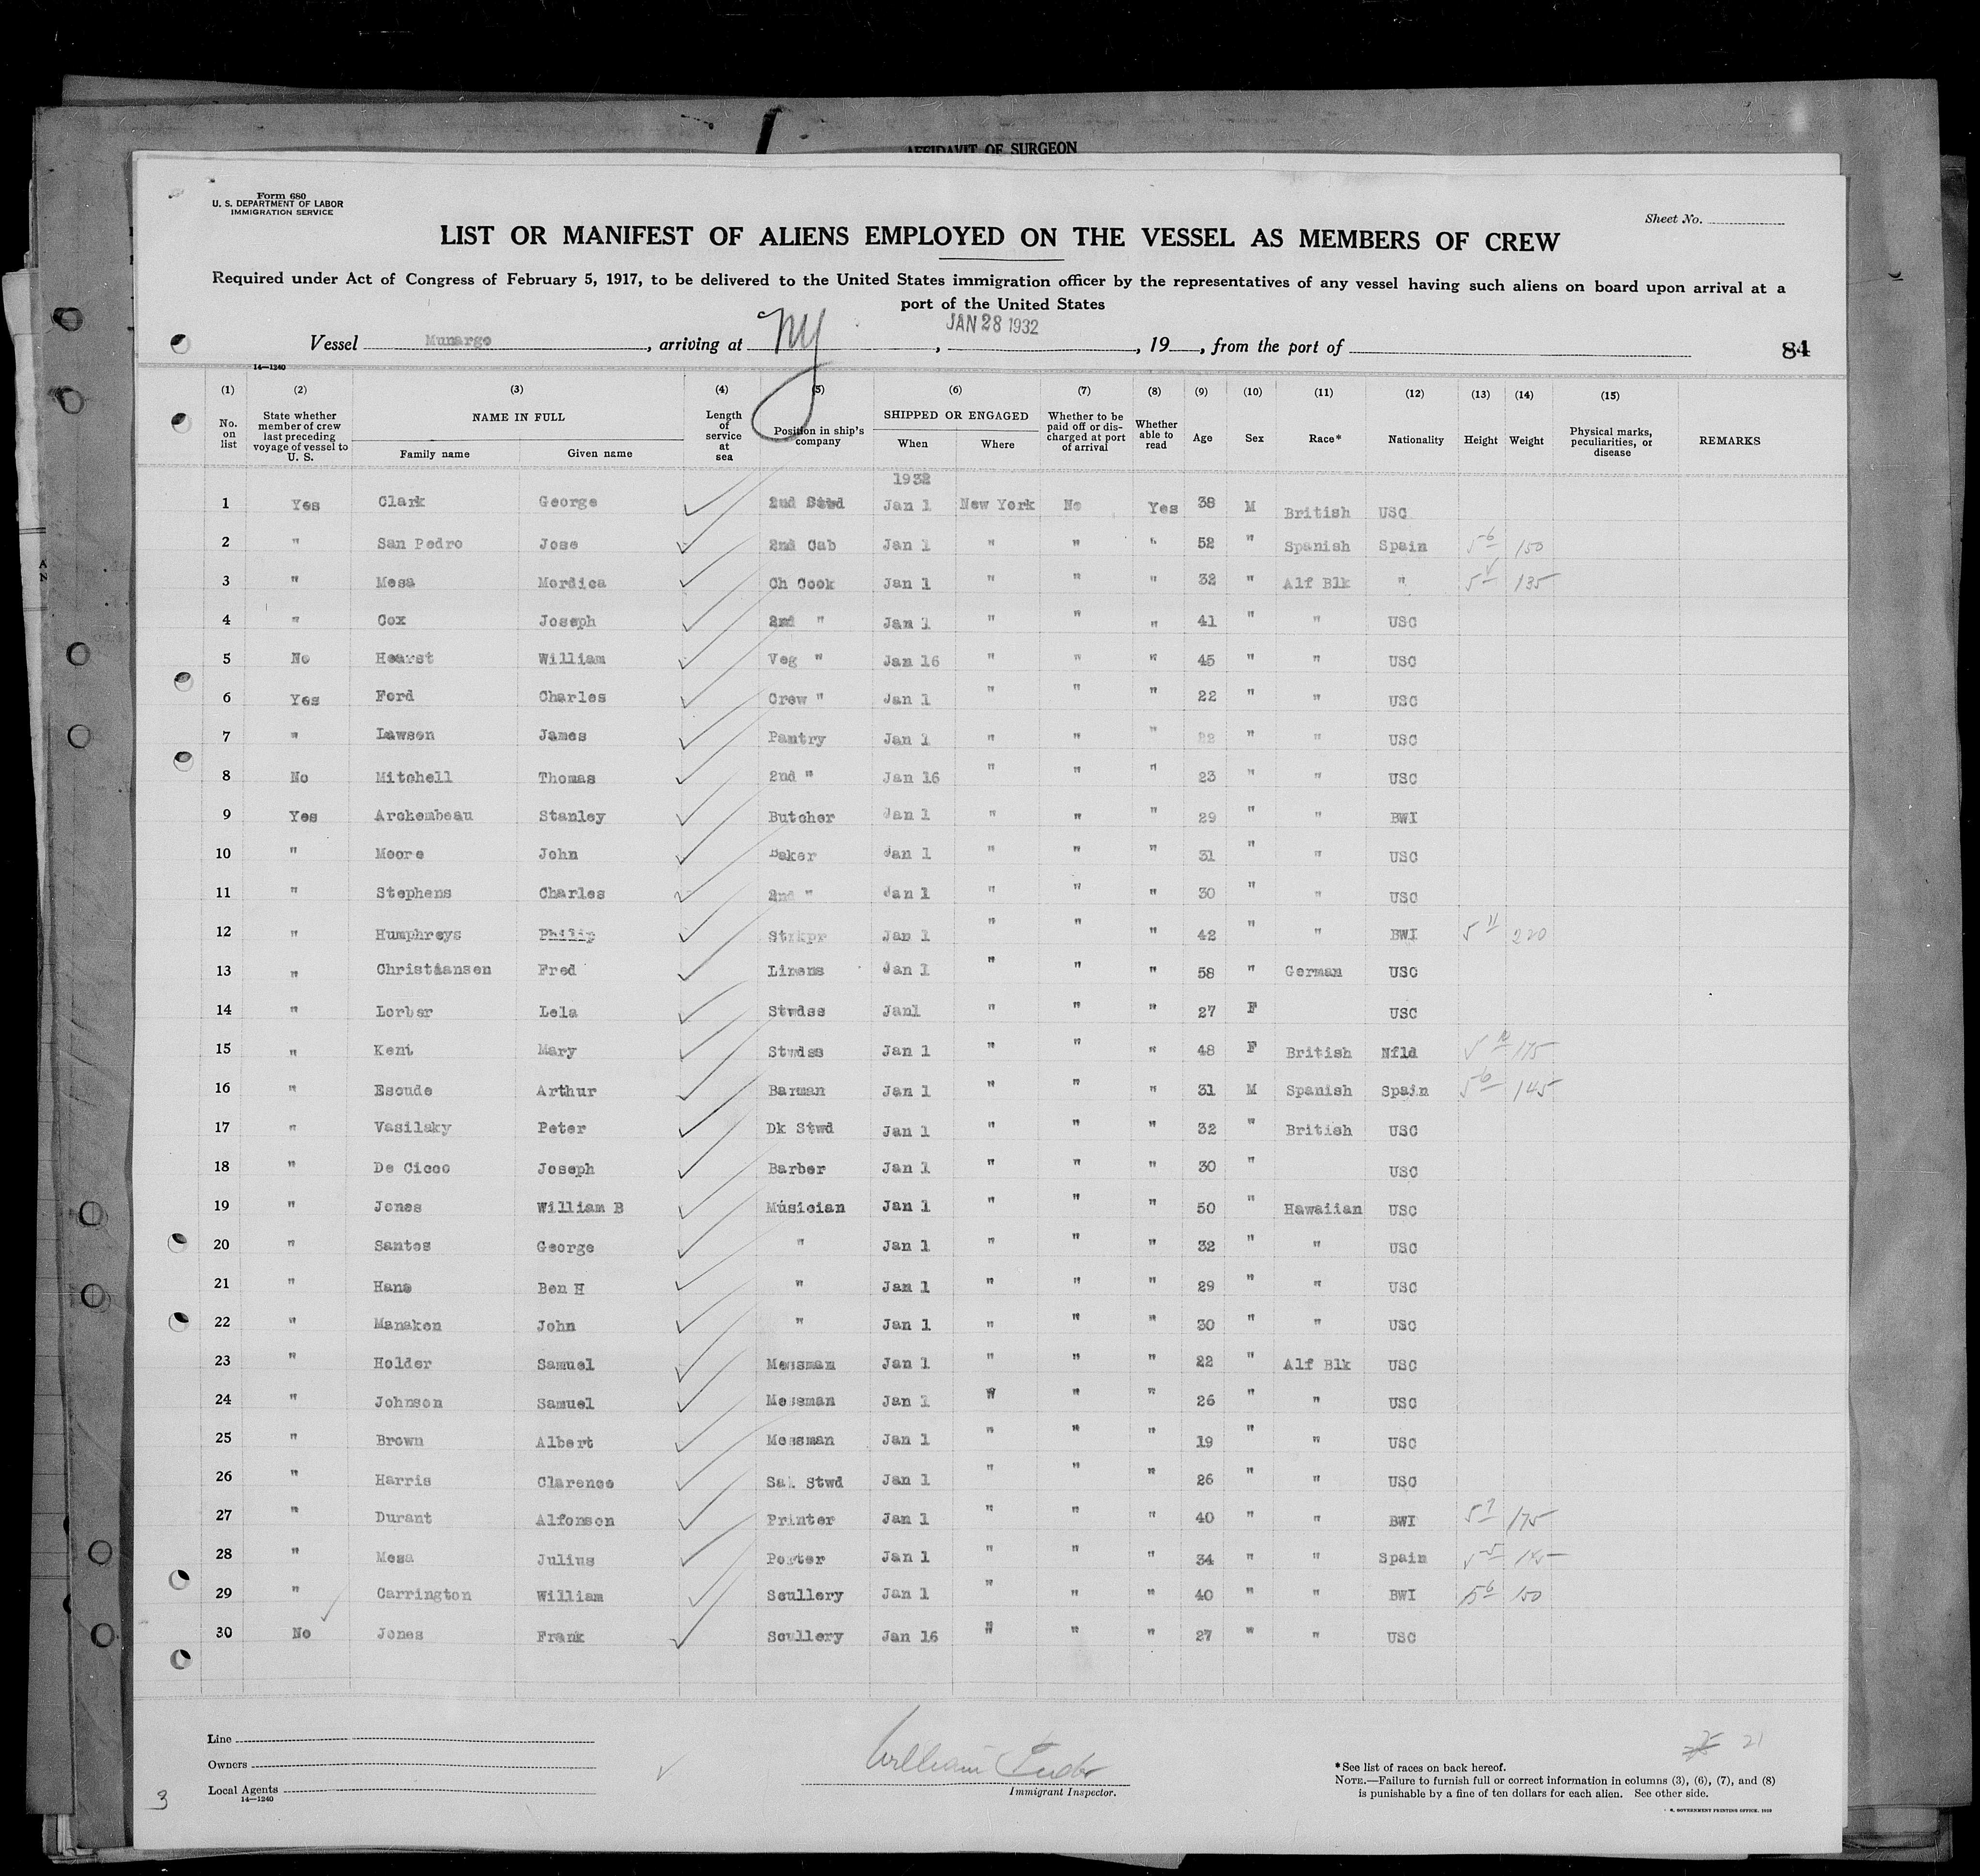 AFFIDAVIT OF SURGEON
Form 680
U. S. DEPARTMENT OF LABOR
IMMIGRATION SERVICE
Sheet No.
LIST OR MANIFEST OF ALIENS EMPLOYED ON THE VESSEL AS MEMBERS OF CREW
Required under Act of Congress of February 5, 1917, to be delivered to the United States immigration officer by the representatives of any vessel having such aliens on board upon arrival at a
port of the United States
Vessel Munargo, arriving at NY, JAN 28 1932, 19__, from the port of
84
14—1240
(1) (2) (3) (4) (5) (6) (7) (8) (9) (10) (11) (12) (13) (14) (15)
No. on list | State whether member of crew last preceding voyage of vessel to U. S. | NAME IN FULL Family name Given name | Length of service at sea | Position in ship's company | SHIPPED OR ENGAGED When Where | Whether to be paid off or discharged at port of arrival | Whether able to read | Age | Sex | Race* | Nationality | Height | Weight | Physical marks, peculiarities, or disease | REMARKS
1932
1 Yes Clark George 2nd Stwd Jan 1 New York No Yes 38 M British USC
2 " San Pedro Jose 2nd Cab Jan 1 " " " 52 " Spanish Spain 5 6 150
3 " Mesa Mordica Ch Cook Jan 1 " " " 32 " Alf Blk " 5 135
4 " Cox Joseph 2nd " Jan 1 " " " 41 " " USC
5 No Hearst William Veg " Jan 16 " " " 45 " " USC
6 Yes Ford Charles Crew " Jan 1 " " " 22 " " USC
7 " Lawson James Pantry Jan 1 " " " 22 " " USC
8 No Mitchell Thomas 2nd " Jan 16 " " " 23 " " USC
9 Yes Archembeau Stanley Butcher Jan 1 " " " 29 " " BWI
10 " Moore John Baker Jan 1 " " " 31 " " USC
11 " Stephens Charles 2nd " Jan 1 " " " 30 " " USC
12 " Humphreys Philip Strkpr Jan 1 " " " 42 " " BWI 5 11 220
13 " Christiansen Fred Linens Jan 1 " " " 58 " German USC
14 " Lorber Lela Stwdss Jan1 " " " 27 F USC
15 " Kent Mary Stwdss Jan 1 " " " 48 F British Nfld 5 10 175
16 " Escude Arthur Barman Jan 1 " " " 31 M Spanish Spain 5 6 145
17 " Vasilaky Peter Dk Stwd Jan 1 " " " 32 " British USC
18 " De Cicco Joseph Barber Jan 1 " " " 30 " USC
19 " Jones William B Musician Jan 1 " " " 50 " Hawaiian USC
20 " Santos George " Jan 1 " " " 32 " " USC
21 " Hano Ben H " Jan 1 " " " 29 " " USC
22 " Manaken John " Jan 1 " " " 30 " " USC
23 " Holder Samuel Messman Jan 1 " " " 22 " Alf Blk USC
24 " Johnson Samuel Messman Jan 1 " " " 26 " " USC
25 " Brown Albert Messman Jan 1 " " " 19 " " USC
26 " Harris Clarence Sal Stwd Jan 1 " " " 26 " " USC
27 " Durant Alfonson Printer Jan 1 " " " 40 " " BWI 5 7 175
28 " Mesa Julius Porter Jan 1 " " " 34 " " Spain 5 5 145
29 " Carrington William Scullery Jan 1 " " " 40 " " BWI 5 6 150
30 No Jones Frank Scullery Jan 16 " " " 27 " " USC
Line
Owners
Local Agents
14—1240
3
William
Immigrant Inspector.
21
*See list of races on back hereof.
NOTE.—Failure to furnish full or correct information in columns (3), (6), (7), and (8)
is punishable by a fine of ten dollars for each alien. See other side.